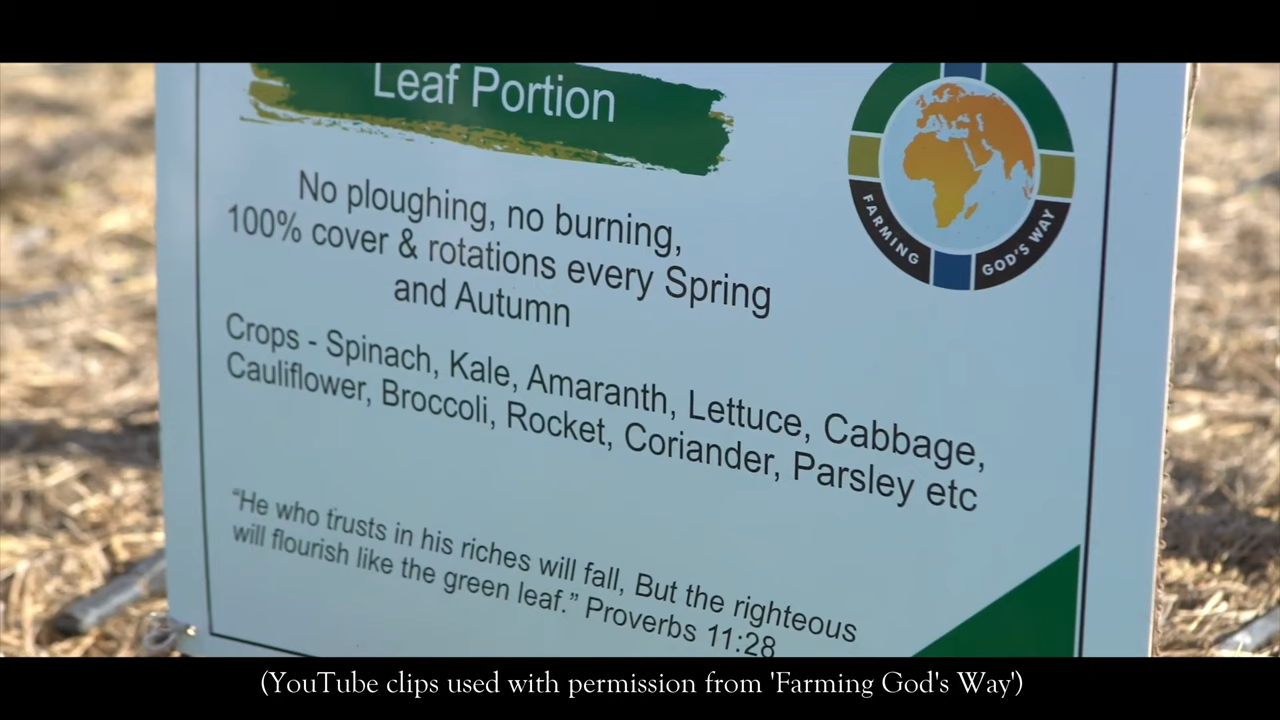 Leaf Portion
FARMING GOD'S WAY
No ploughing, no burning,
100% cover & rotations every Spring
and Autumn
Crops - Spinach, Kale, Amaranth, Lettuce, Cabbage,
Cauliflower, Broccoli, Rocket, Coriander, Parsley etc
“He who trusts in his riches will fall, But the righteous
will flourish like the green leaf.” Proverbs 11:28
(YouTube clips used with permission from 'Farming God's Way')